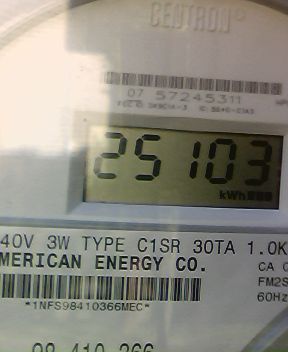 CENTRON®
07 57245311
25103
kWh
40V 3W TYPE C1SR 30TA 1.0K
MERICAN ENERGY CO.
CA 0
FM2S
*1NFS98410366MEC*
60Hz
98 410 366